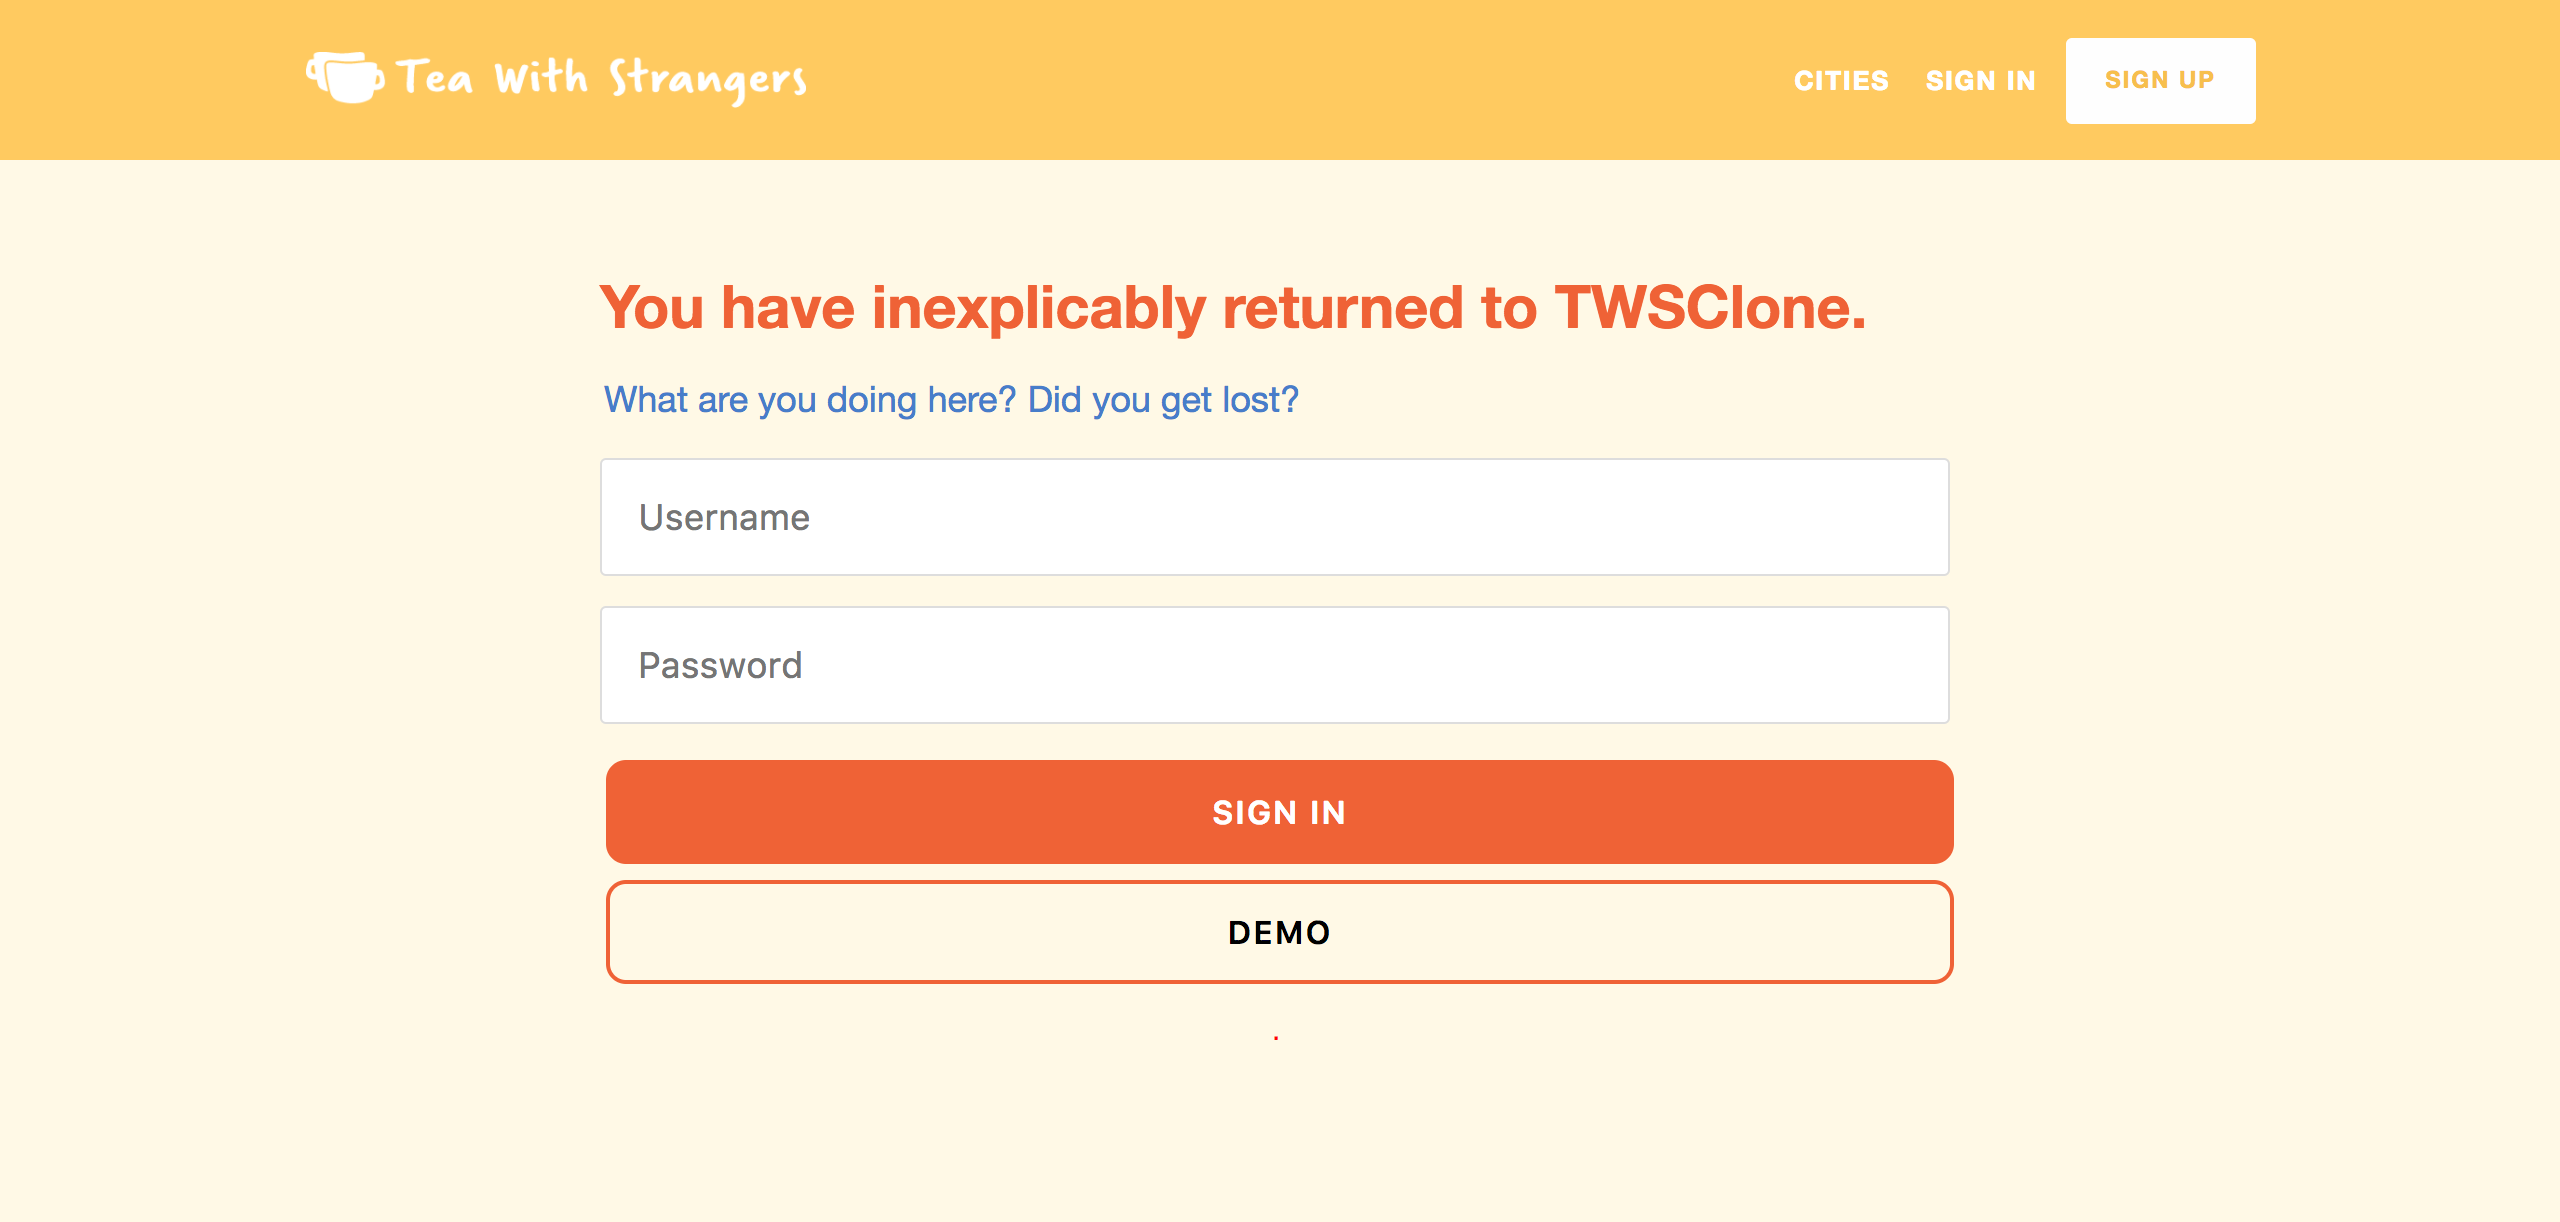 Tea With Strangers
CITIES SIGN IN SIGN UP
You have inexplicably returned to TWSClone.
What are you doing here? Did you get lost?
Username
Password
SIGN IN
DEMO
.